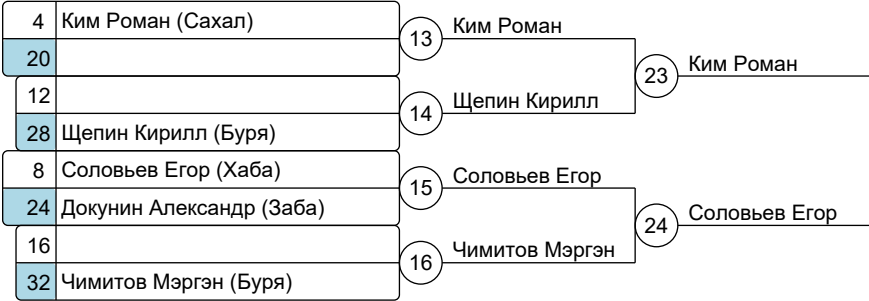 4 Ким Роман (Сахал)
20
13 Ким Роман
12
28 Щепин Кирилл (Буря)
14 Щепин Кирилл
23 Ким Роман
8 Соловьев Егор (Хаба)
24 Докунин Александр (Заба)
15 Соловьев Егор
16
32 Чимитов Мэргэн (Буря)
16 Чимитов Мэргэн
24 Соловьев Егор